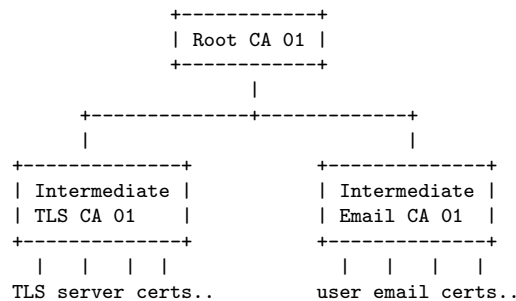 +-------------+
| Root CA 01 |
+-------------+
|
+--------------+-------------+
| |
+--------------+ +--------------+
| Intermediate | | Intermediate |
| TLS CA 01 | | Email CA 01 |
+--------------+ +--------------+
| | | | | | | |
TLS server certs.. user email certs..